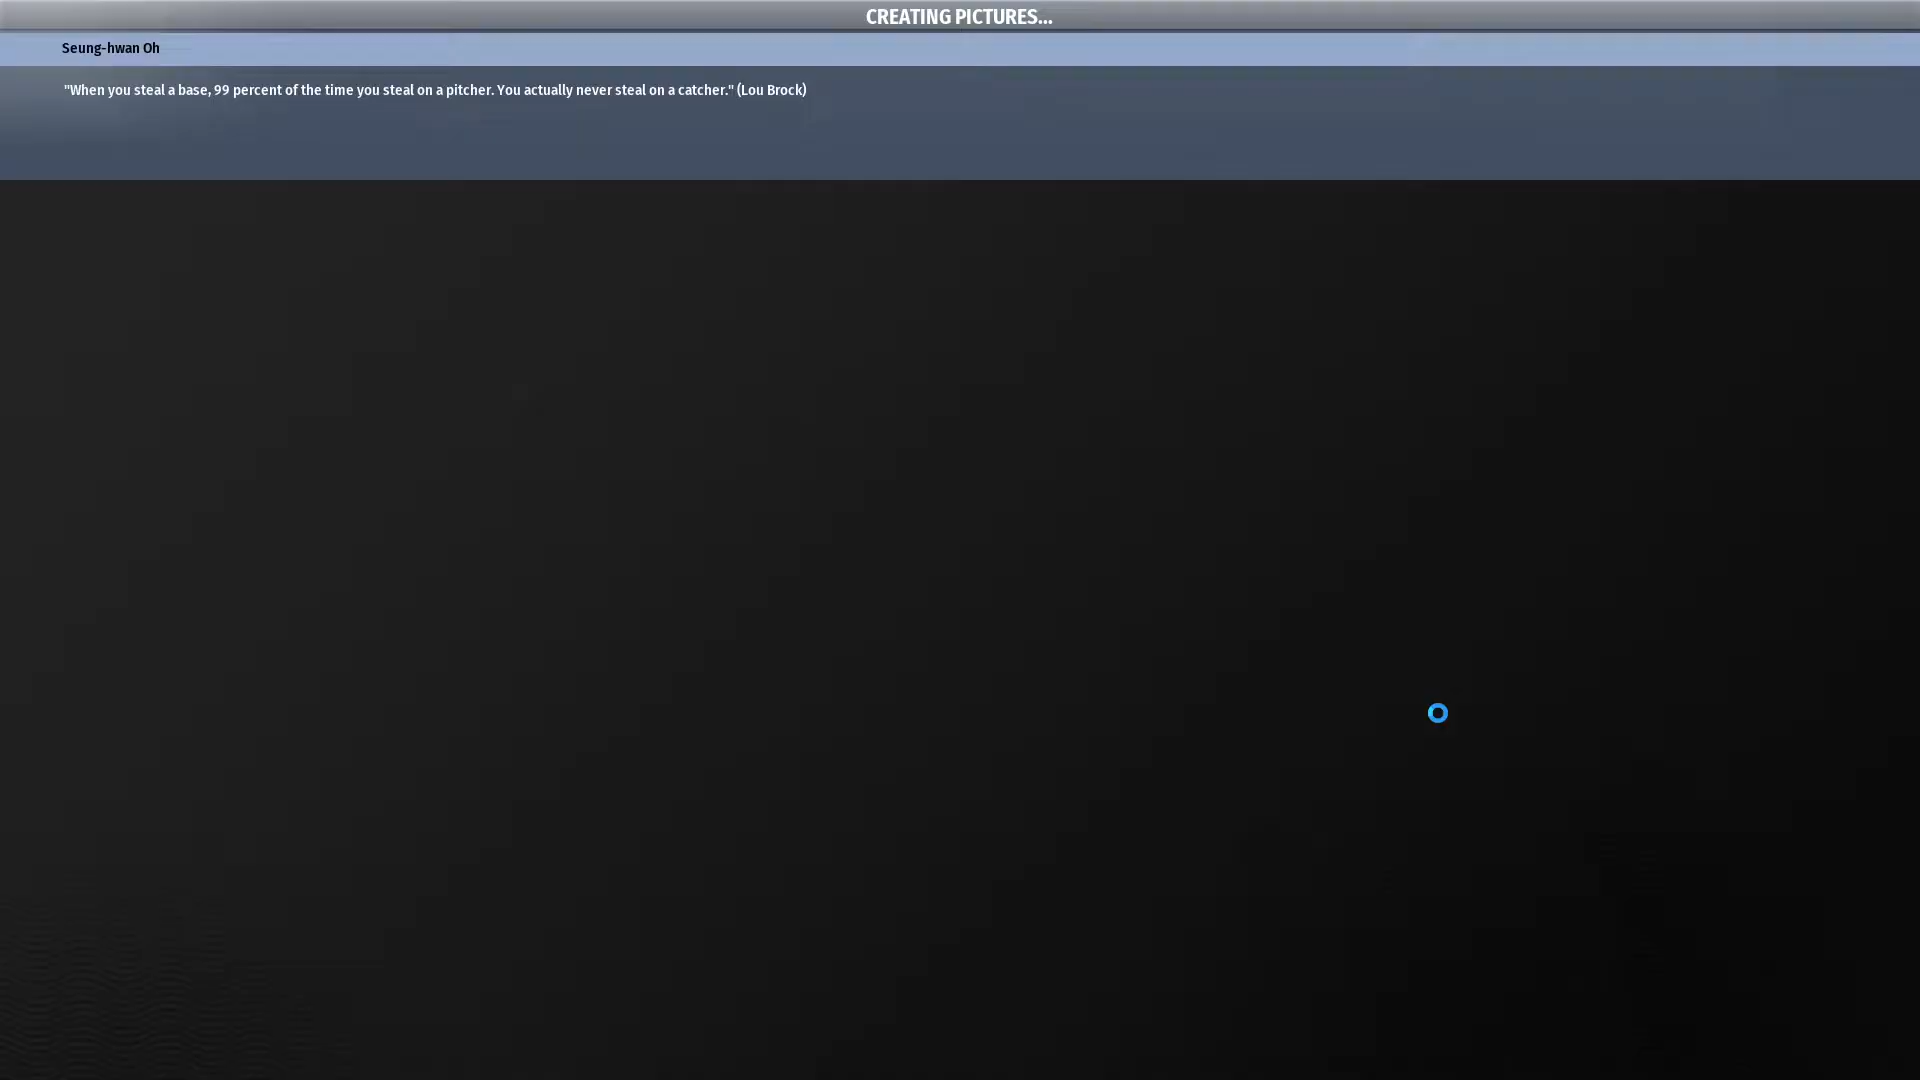 CREATING PICTURES...
Seung-hwan Oh
"When you steal a base, 99 percent of the time you steal on a pitcher. You actually never steal on a catcher." (Lou Brock)